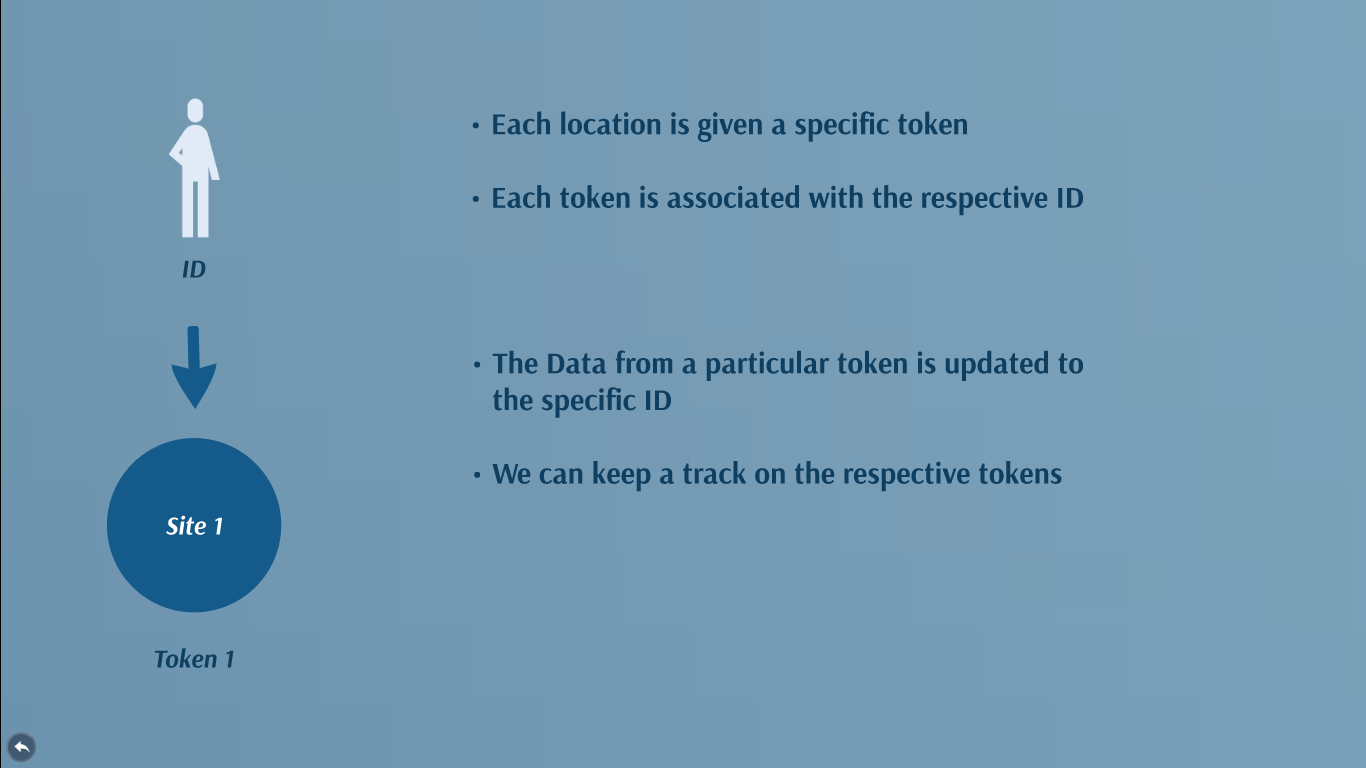 ID
Site 1
Token 1
• Each location is given a specific token
• Each token is associated with the respective ID
• The Data from a particular token is updated to
the specific ID
• We can keep a track on the respective tokens